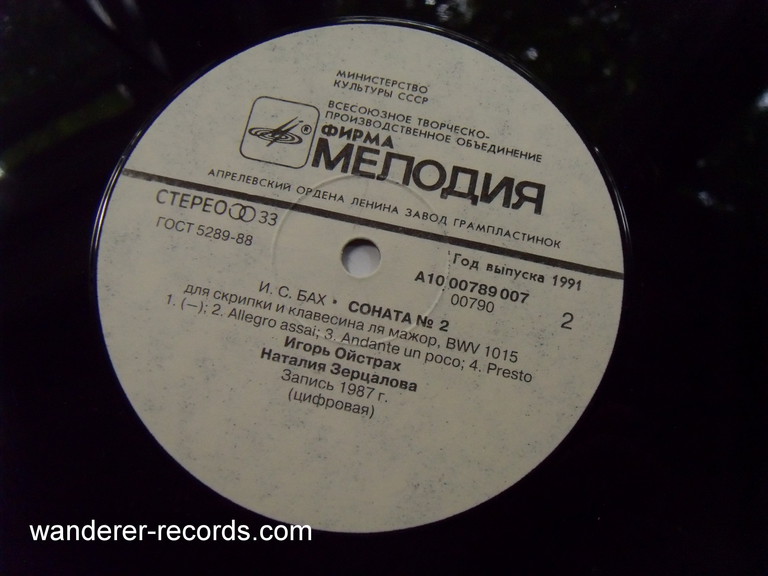 МИНИСТЕРСТВО
КУЛЬТУРЫ СССР
ВСЕСОЮЗНОЕ ТВОРЧЕСКО-
ПРОИЗВОДСТВЕННОЕ ОБЪЕДИНЕНИЕ
®
ФИРМА
МЕЛОДИЯ
АПРЕЛЕВСКИЙ ОРДЕНА ЛЕНИНА ЗАВОД ГРАМПЛАСТИНОК
СТЕРЕО 33
ГОСТ 5289-88
Год выпуска 1991
А10 00789 007
00790
2
И. С. БАХ • СОНАТА № 2
для скрипки и клавесина ля мажор, BWV 1015
1. (—); 2. Allegro assai; 3. Andante un poco; 4. Presto
Игорь Ойстрах
Наталия Зерцалова
Запись 1987 г.
(цифровая)
wanderer-records.com